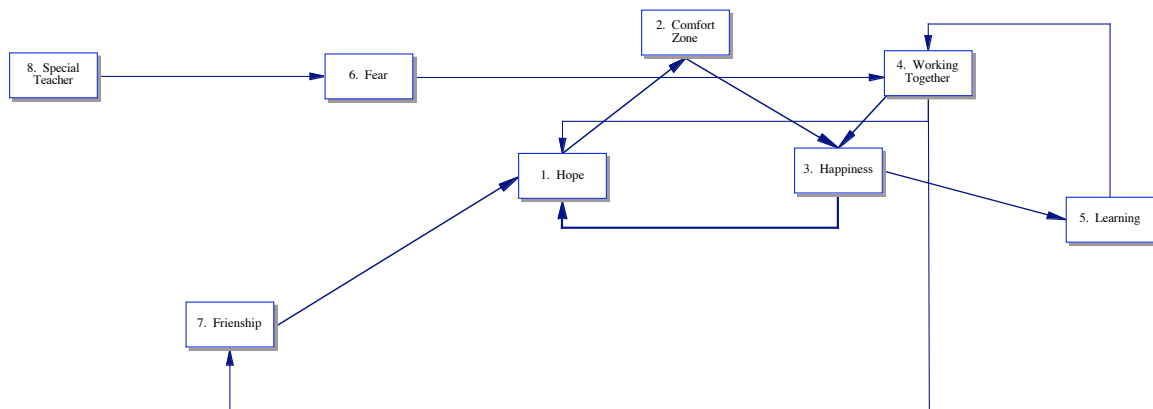 2. Comfort
Zone
8. Special
Teacher
6. Fear
4. Working
Together
1. Hope
3. Happiness
5. Learning
7. Frienship